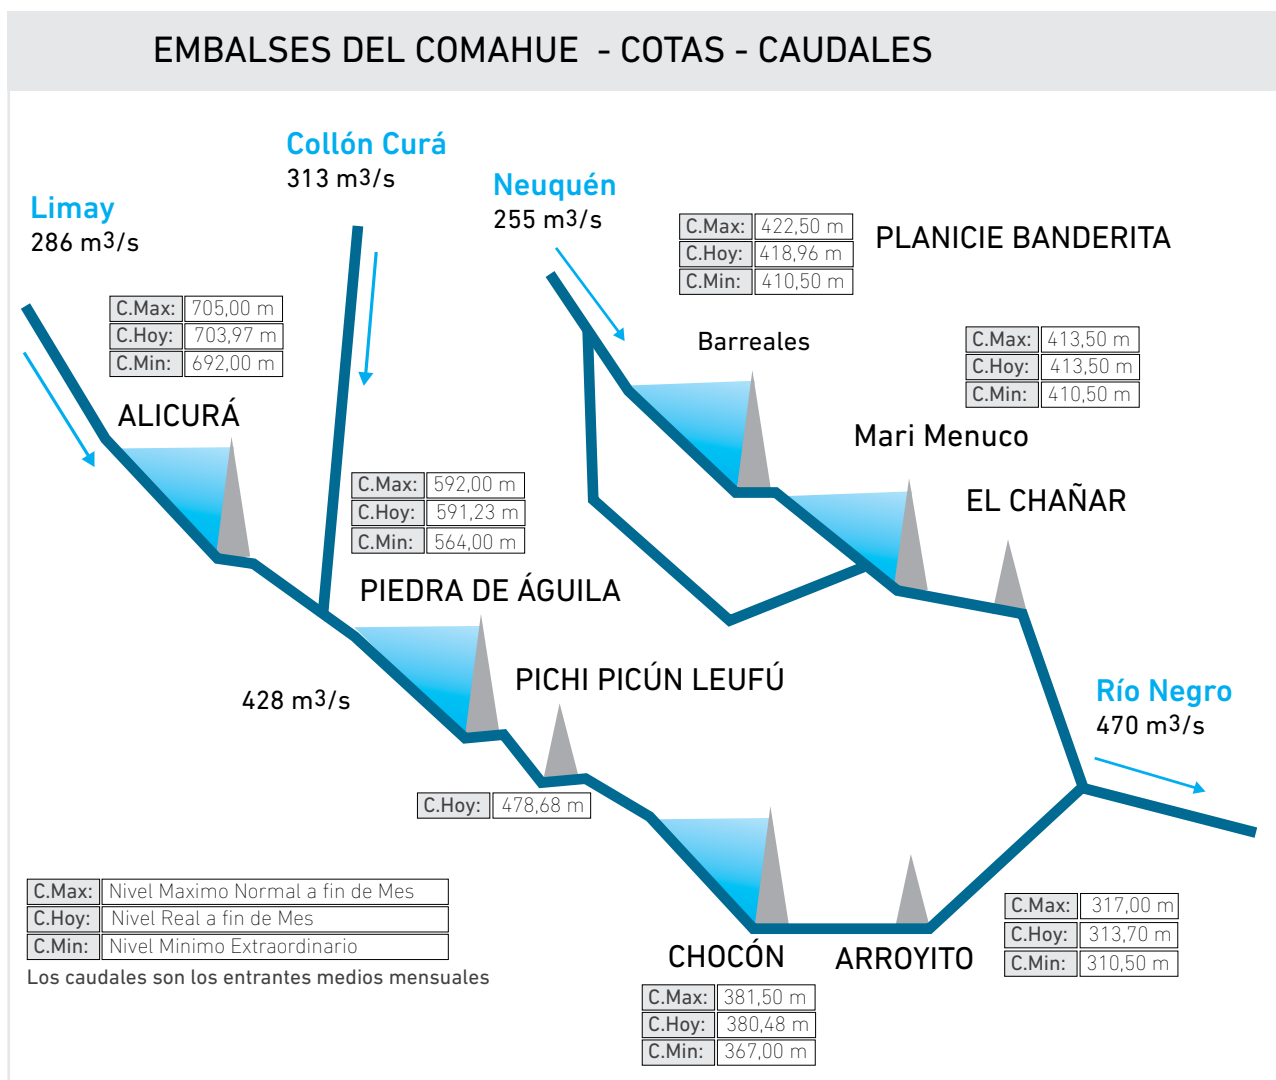 EMBALSES DEL COMAHUE - COTAS - CAUDALES
Collón Curá
313 m3/s
Neuquén
255 m3/s
Limay
286 m3/s
C.Max: 422,50 m
C.Hoy: 418,96 m
C.Min: 410,50 m
PLANICIE BANDERITA
C.Max: 705,00 m
C.Hoy: 703,97 m
C.Min: 692,00 m
Barreales
C.Max: 413,50 m
C.Hoy: 413,50 m
C.Min: 410,50 m
ALICURÁ
Mari Menuco
C.Max: 592,00 m
C.Hoy: 591,23 m
C.Min: 564,00 m
EL CHAÑAR
PIEDRA DE ÁGUILA
PICHI PICÚN LEUFÚ
428 m3/s
Río Negro
470 m3/s
C.Hoy: 478,68 m
C.Max: Nivel Maximo Normal a fin de Mes
C.Hoy: Nivel Real a fin de Mes
C.Min: Nivel Minimo Extraordinario
Los caudales son los entrantes medios mensuales
CHOCÓN
C.Max: 381,50 m
C.Hoy: 380,48 m
C.Min: 367,00 m
ARROYITO
C.Max: 317,00 m
C.Hoy: 313,70 m
C.Min: 310,50 m